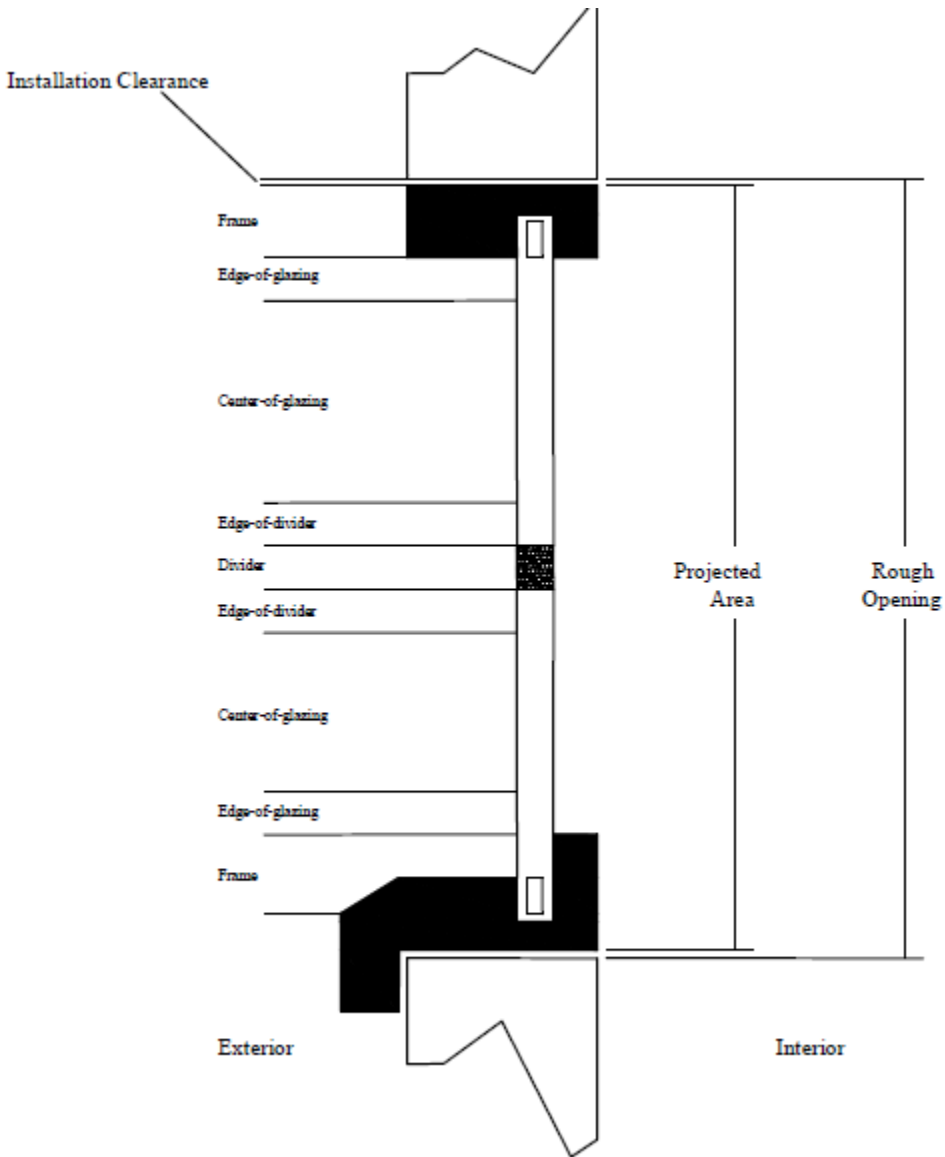 Installation Clearance
Frame
Edge-of-glazing
Center-of-glazing
Edge-of-divider
Divider
Edge-of-divider
Center-of-glazing
Edge-of-glazing
Frame
Projected
Area
Rough
Opening
Exterior
Interior